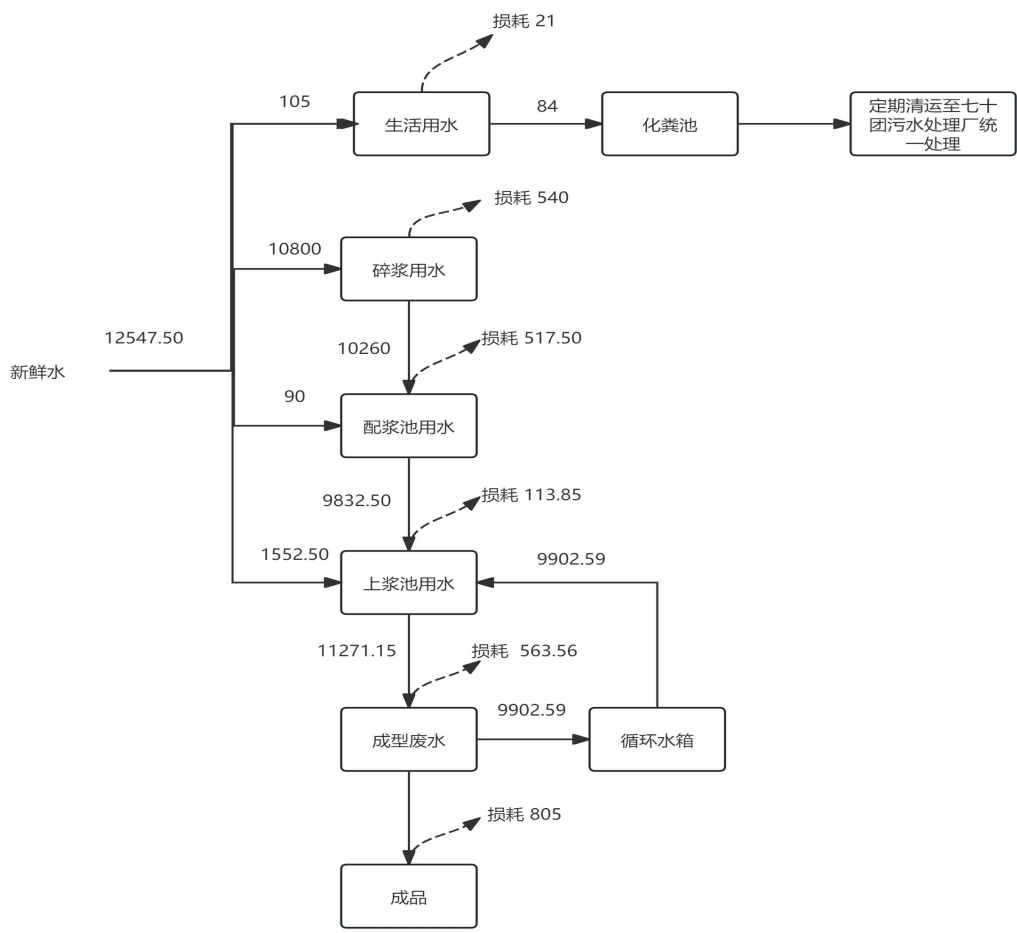 损耗 21
105
生活用水
84
化粪池
定期清运至七十
团污水处理厂统
一处理
损耗 540
10800
碎浆用水
12547.50
新鲜水
10260
损耗 517.50
90
配浆池用水
9832.50
损耗 113.85
1552.50
上浆池用水
9902.59
11271.15
损耗 563.56
成型废水
9902.59
循环水箱
损耗 805
成品